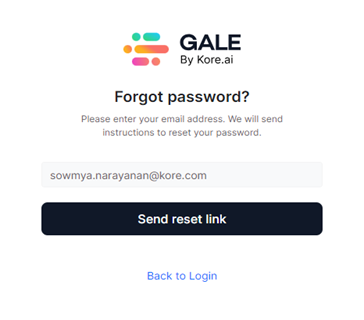 GALE
By Kore.ai
Forgot password?
Please enter your email address. We will send
instructions to reset your password.
sowmya.narayanan@kore.com
Send reset link
Back to Login